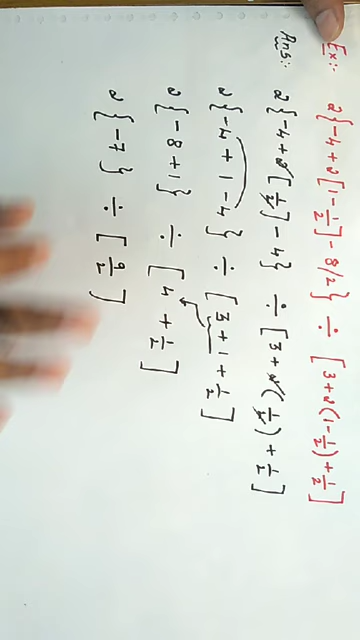 Ex:- 2{-4+2[1-1/2]-8/2} ÷ [3+2(1-1/2)+1/2]
Ans:- 2{-4+2[1/2]-4} ÷ [3+2(1/2)+1/2]
2{-4+1-4} ÷ [3+1+1/2]
2{-8+1} ÷ [4+1/2]
2{-7} ÷ [9/2]